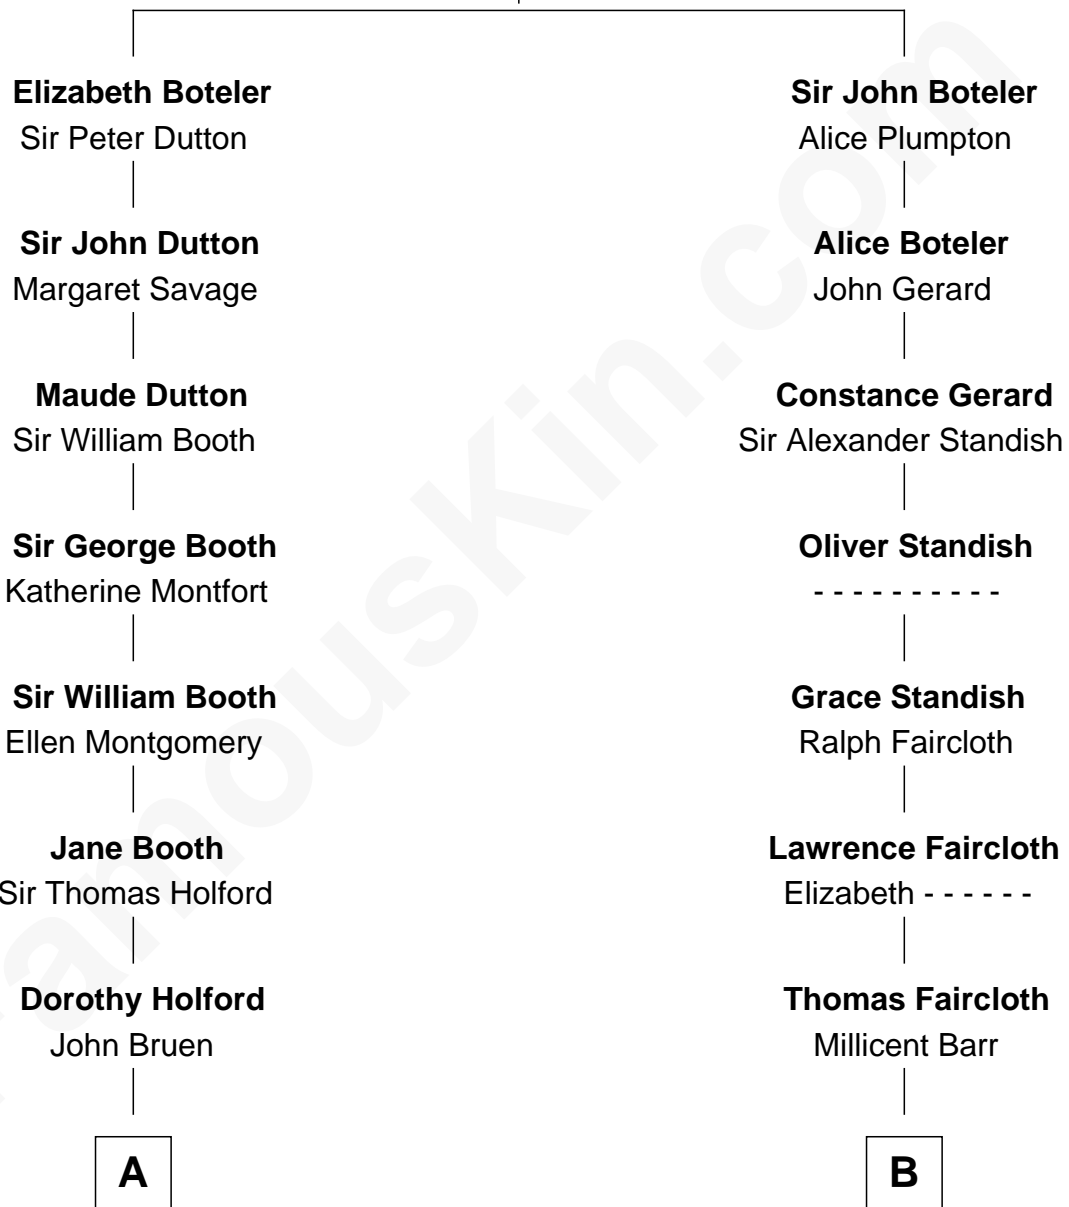 Elizabeth Boteler
Sir Peter Dutton
Sir John Dutton
Margaret Savage
Maude Dutton
Sir William Booth
Sir George Booth
Katherine Montfort
Sir William Booth
Ellen Montgomery
Jane Booth
Sir Thomas Holford
Dorothy Holford
John Bruen
A
Sir John Boteler
Alice Plumpton
Alice Boteler
John Gerard
Constance Gerard
Sir Alexander Standish
Oliver Standish
- - - - - - - - - -
Grace Standish
Ralph Faircloth
Lawrence Faircloth
Elizabeth - - - - - -
Thomas Faircloth
Millicent Barr
B
FamousKin.com